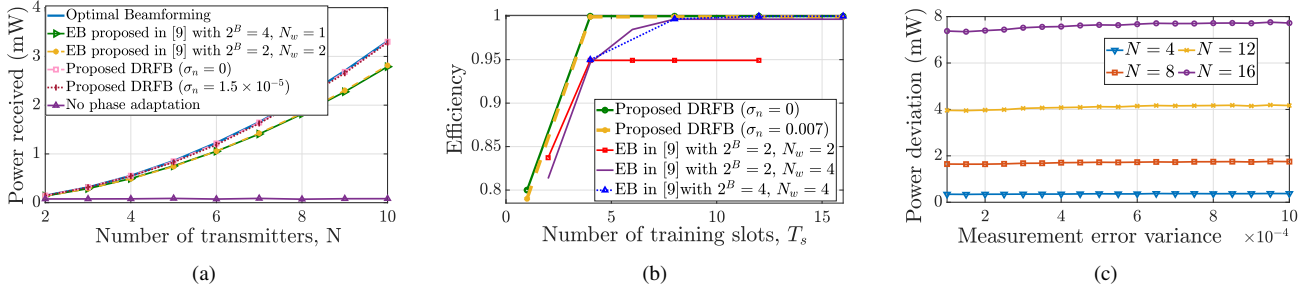 Power received (mW)
4
3
2
1
0
Optimal Beamforming
EB proposed in [9] with 2^B = 4, N_w = 1
EB proposed in [9] with 2^B = 2, N_w = 2
Proposed DRFB (σ_n = 0)
Proposed DRFB (σ_n = 1.5 × 10^{-5})
No phase adaptation
2 4 6 8 10
Number of transmitters, N
(a)
Efficiency
1
0.95
0.9
0.85
0.8
Proposed DRFB (σ_n = 0)
Proposed DRFB (σ_n = 0.007)
EB in [9] with 2^B = 2, N_w = 2
EB in [9] with 2^B = 2, N_w = 4
EB in [9]with 2^B = 4, N_w = 4
0 5 10 15
Number of training slots, T_s
(b)
Power deviation (mW)
8
6
4
2
0
N = 4 N = 12
N = 8 N = 16
2 4 6 8 10
Measurement error variance ×10^{-4}
(c)